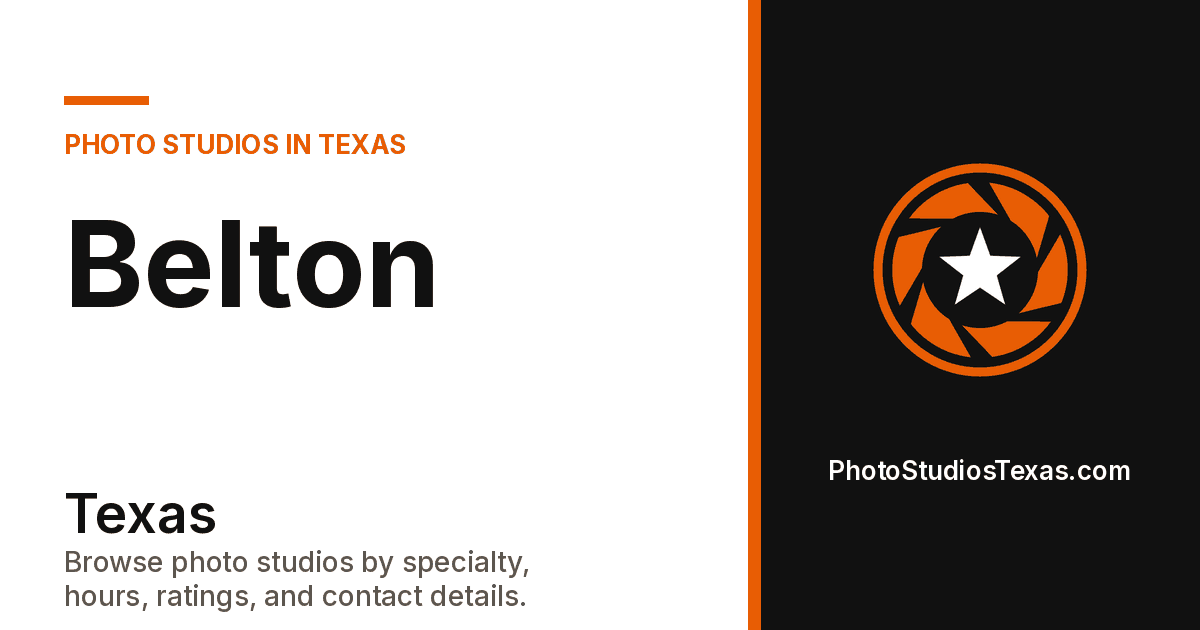 PHOTO STUDIOS IN TEXAS
Belton
Texas
Browse photo studios by specialty,
hours, ratings, and contact details.
PhotoStudiosTexas.com